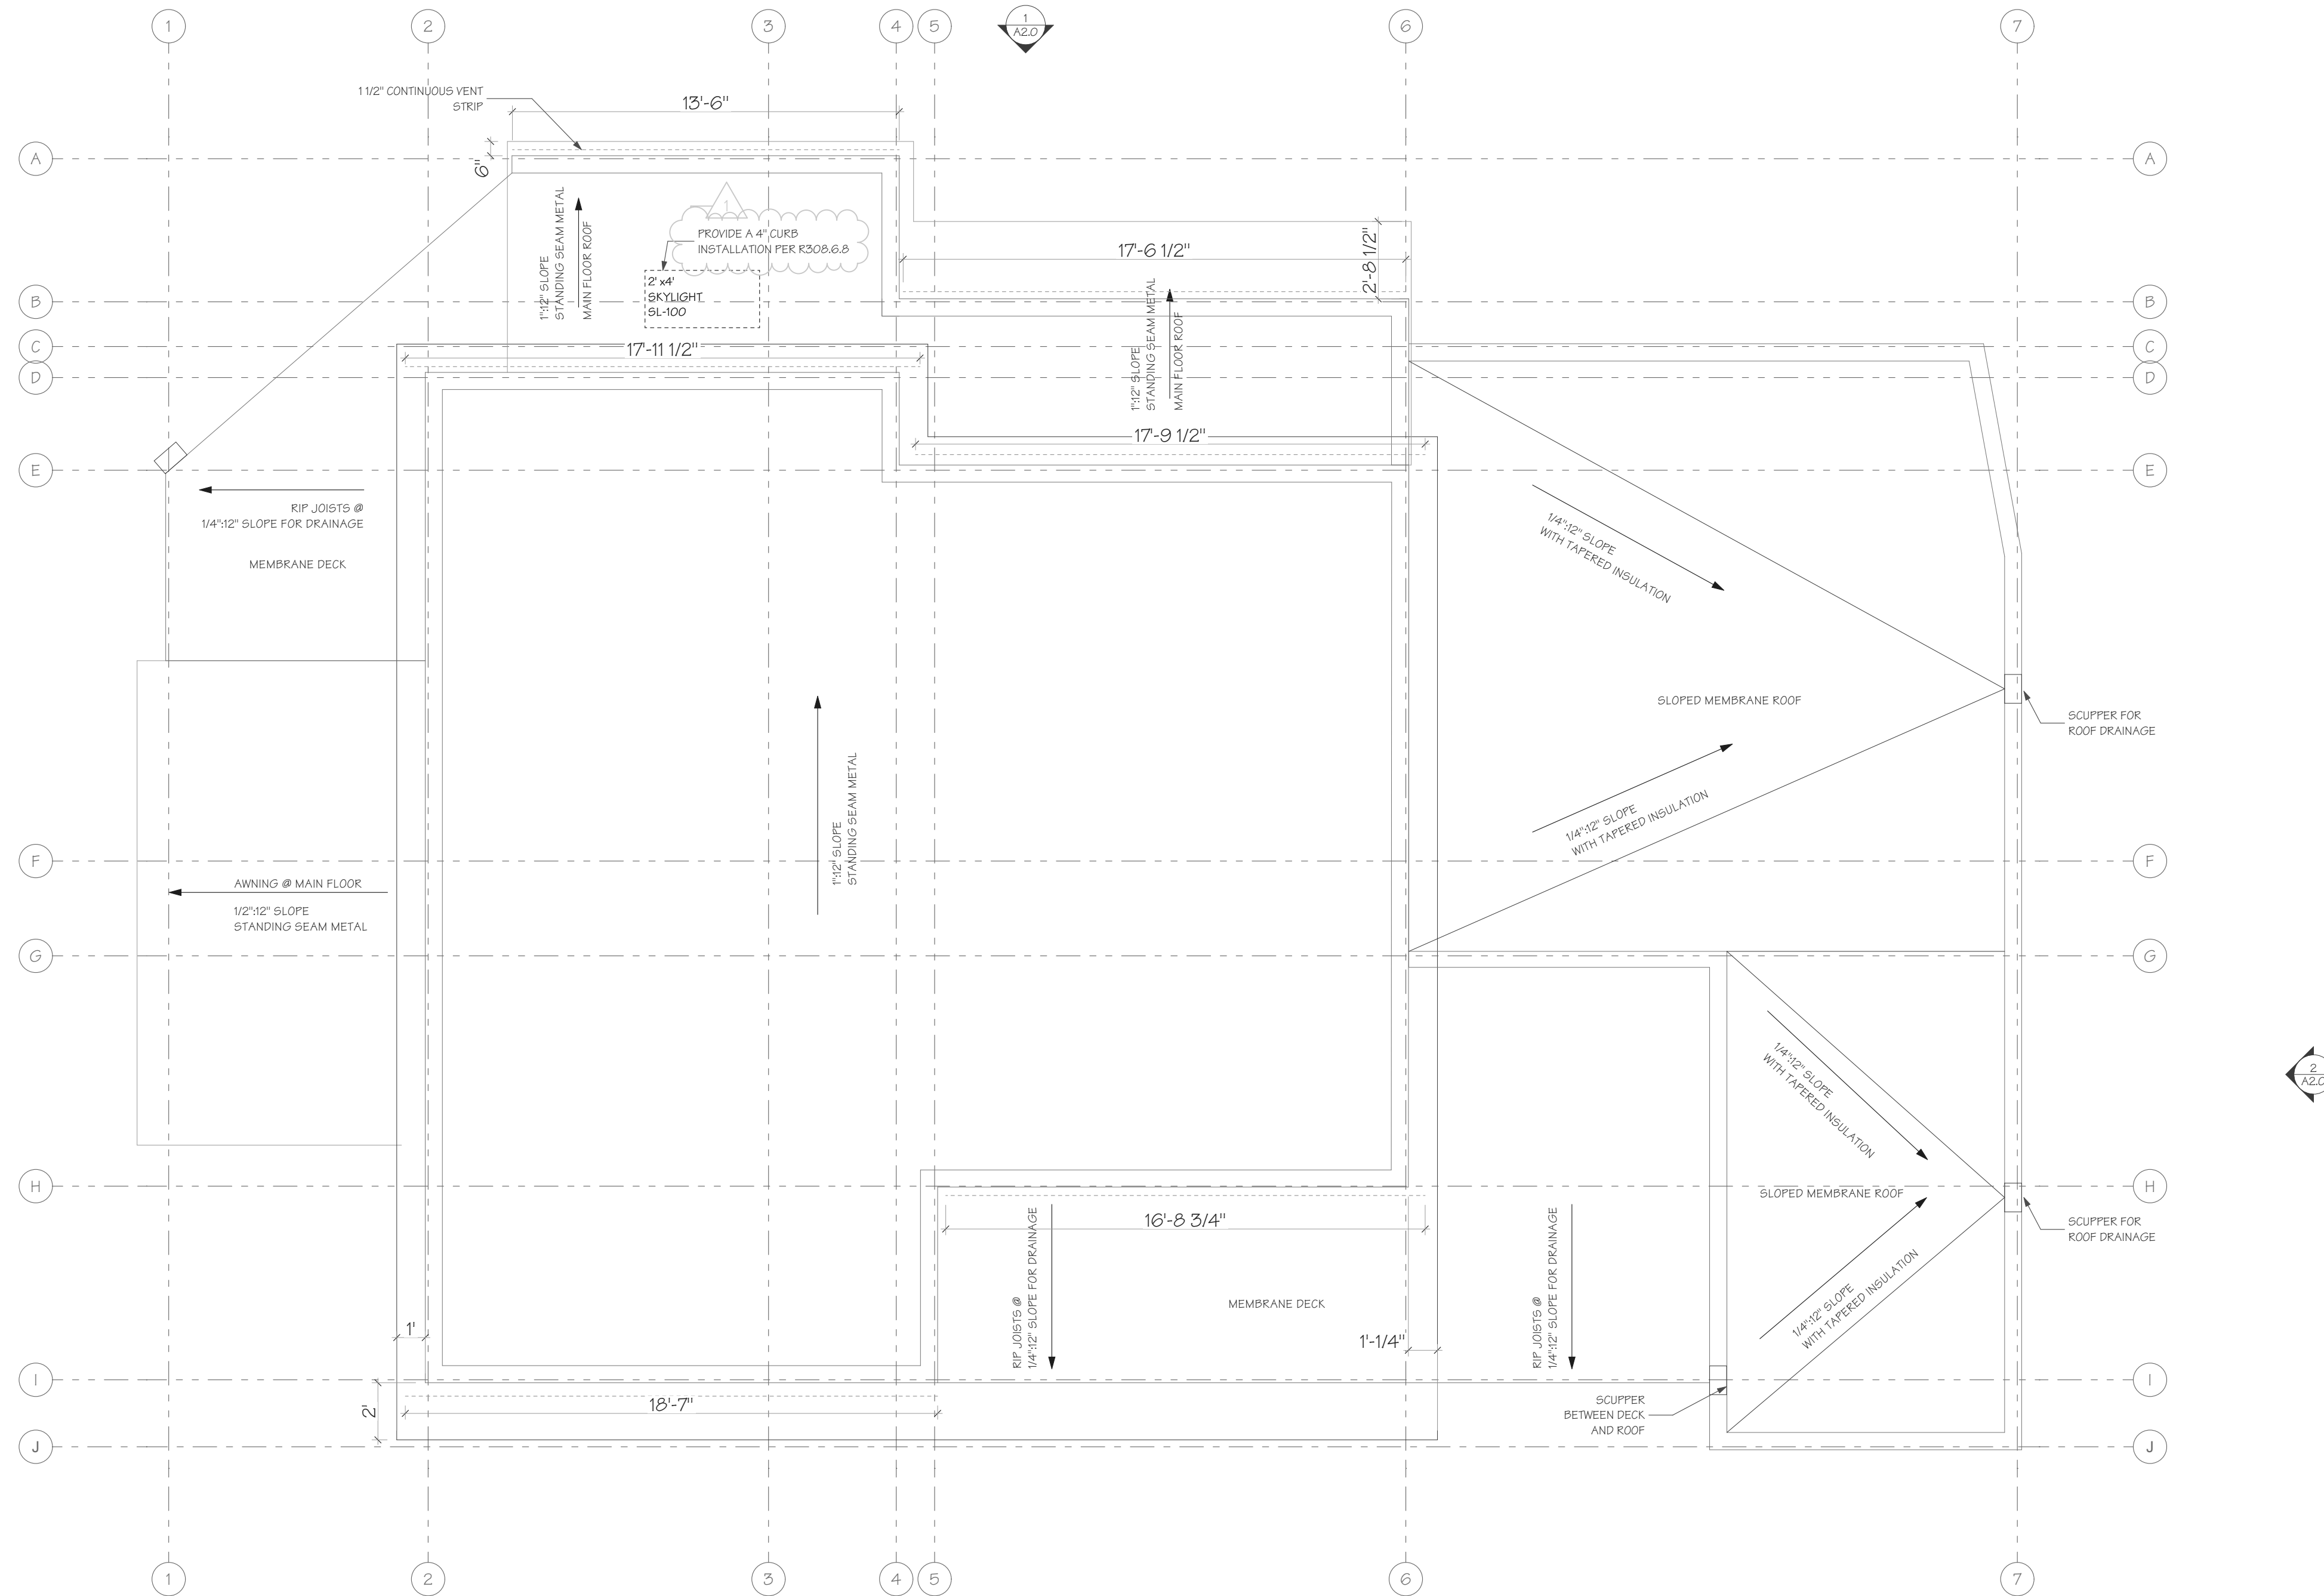 1
2
3
4
5
1
A2.0
6
7
1 1/2" CONTINUOUS VENT
STRIP
13'-6"
A
6"
A
1":12" SLOPE
STANDING SEAM METAL
MAIN FLOOR ROOF
1
PROVIDE A 4" CURB
INSTALLATION PER R308.6.8
17'-6 1/2"
2'-8 1/2"
2' x4'
SKYLIGHT
SL-100
B
B
1":12" SLOPE
STANDING SEAM METAL
MAIN FLOOR ROOF
C
17'-11 1/2"
C
D
D
17'-9 1/2"
E
E
RIP JOISTS @
1/4":12" SLOPE FOR DRAINAGE
MEMBRANE DECK
1/4":12" SLOPE
WITH TAPERED INSULATION
SLOPED MEMBRANE ROOF
SCUPPER FOR
ROOF DRAINAGE
1":12" SLOPE
STANDING SEAM METAL
1/4":12" SLOPE
WITH TAPERED INSULATION
F
F
AWNING @ MAIN FLOOR
1/2":12" SLOPE
STANDING SEAM METAL
G
G
1/4":12" SLOPE
WITH TAPERED INSULATION
2
A2.0
H
H
SLOPED MEMBRANE ROOF
16'-8 3/4"
SCUPPER FOR
ROOF DRAINAGE
RIP JOISTS @
1/4":12" SLOPE FOR DRAINAGE
MEMBRANE DECK
RIP JOISTS @
1/4":12" SLOPE FOR DRAINAGE
1/4":12" SLOPE
WITH TAPERED INSULATION
1'
1'-1/4"
I
I
2'
18'-7"
SCUPPER
BETWEEN DECK
AND ROOF
J
J
1
2
3
4
5
6
7